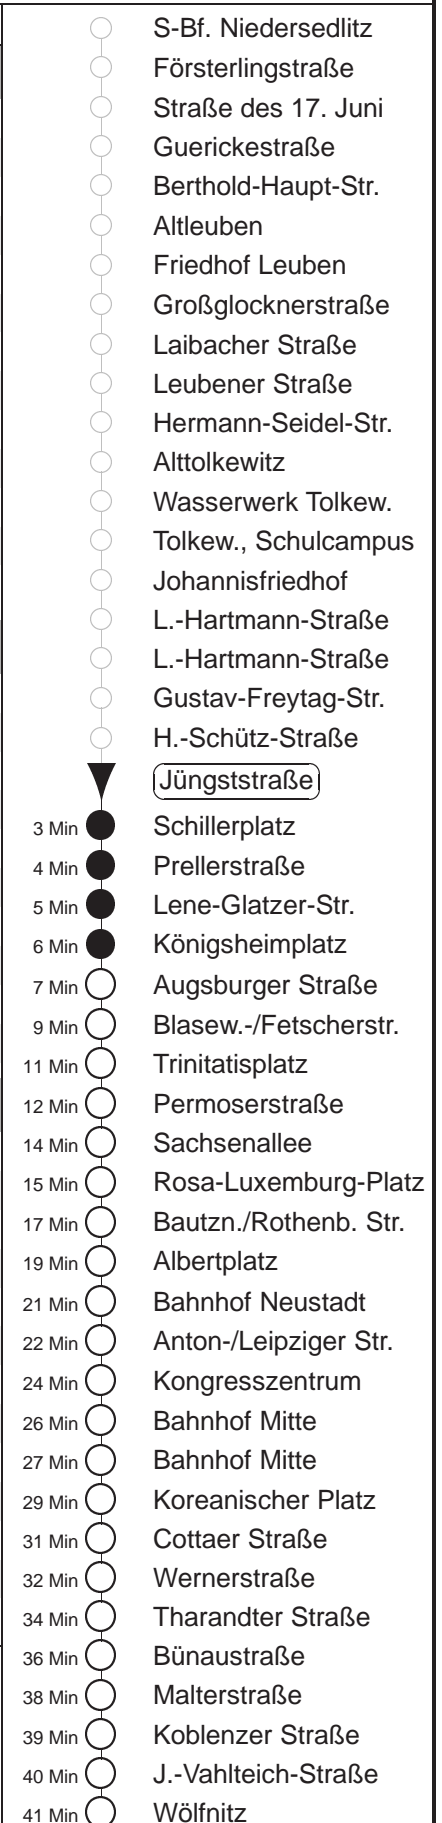 S-Bf. Niedersedlitz
Försterlingstraße
Straße des 17. Juni
Guerickestraße
Berthold-Haupt-Str.
Altleuben
Friedhof Leuben
Großglocknerstraße
Laibacher Straße
Leubener Straße
Hermann-Seidel-Str.
Alttolkewitz
Wasserwerk Tolkew.
Tolkew., Schulcampus
Johannisfriedhof
L.-Hartmann-Straße
L.-Hartmann-Straße
Gustav-Freytag-Str.
H.-Schütz-Straße
Jüngststraße
3 Min Schillerplatz
4 Min Prellerstraße
5 Min Lene-Glatzer-Str.
6 Min Königsheimplatz
7 Min Augsburger Straße
9 Min Blasew.-/Fetscherstr.
11 Min Trinitatisplatz
12 Min Permoserstraße
14 Min Sachsenallee
15 Min Rosa-Luxemburg-Platz
17 Min Bautzn./Rothenb. Str.
19 Min Albertplatz
21 Min Bahnhof Neustadt
22 Min Anton-/Leipziger Str.
24 Min Kongresszentrum
26 Min Bahnhof Mitte
27 Min Bahnhof Mitte
29 Min Koreanischer Platz
31 Min Cottaer Straße
32 Min Wernerstraße
34 Min Tharandter Straße
36 Min Bünaustraße
38 Min Malterstraße
39 Min Koblenzer Straße
40 Min J.-Vahlteich-Straße
41 Min Wölfnitz